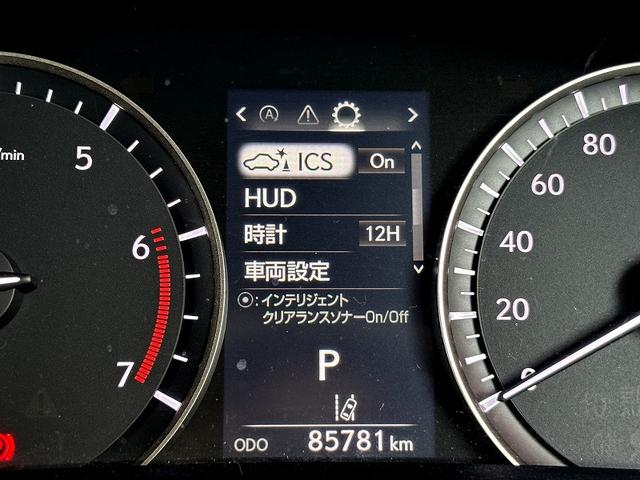 /min
5
6
7
A
ICS On
HUD
時計 12H
車両設定
⦿：インテリジェント
クリアランスソナーOn/Off
P
ODO 85781 km
80
60
40
20
0